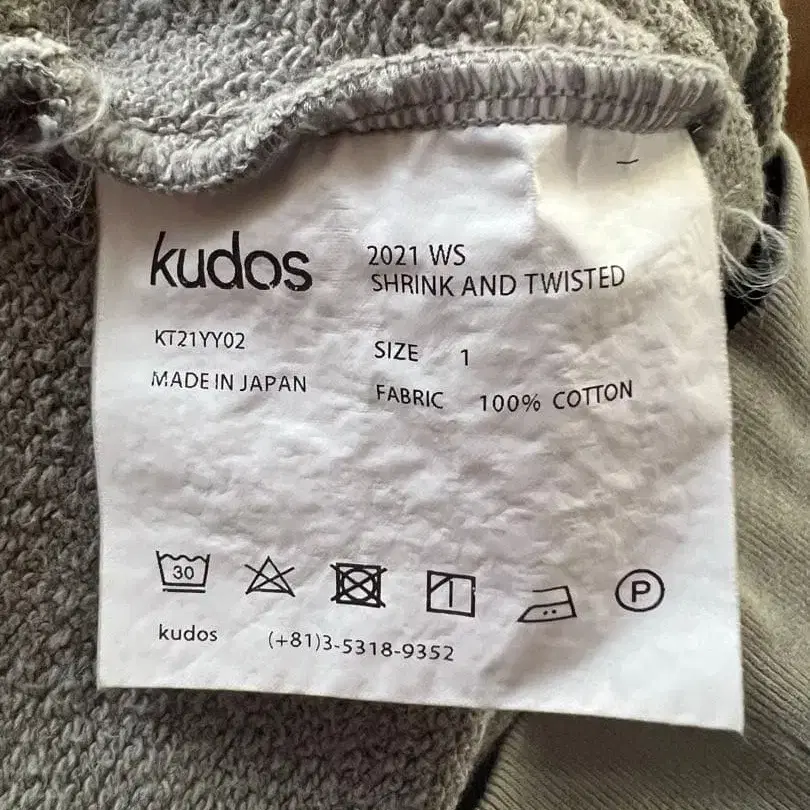 kudos
2021 WS
SHRINK AND TWISTED
KT21YY02
SIZE 1
MADE IN JAPAN
FABRIC 100% COTTON
30
P
kudos (+81)3-5318-9352